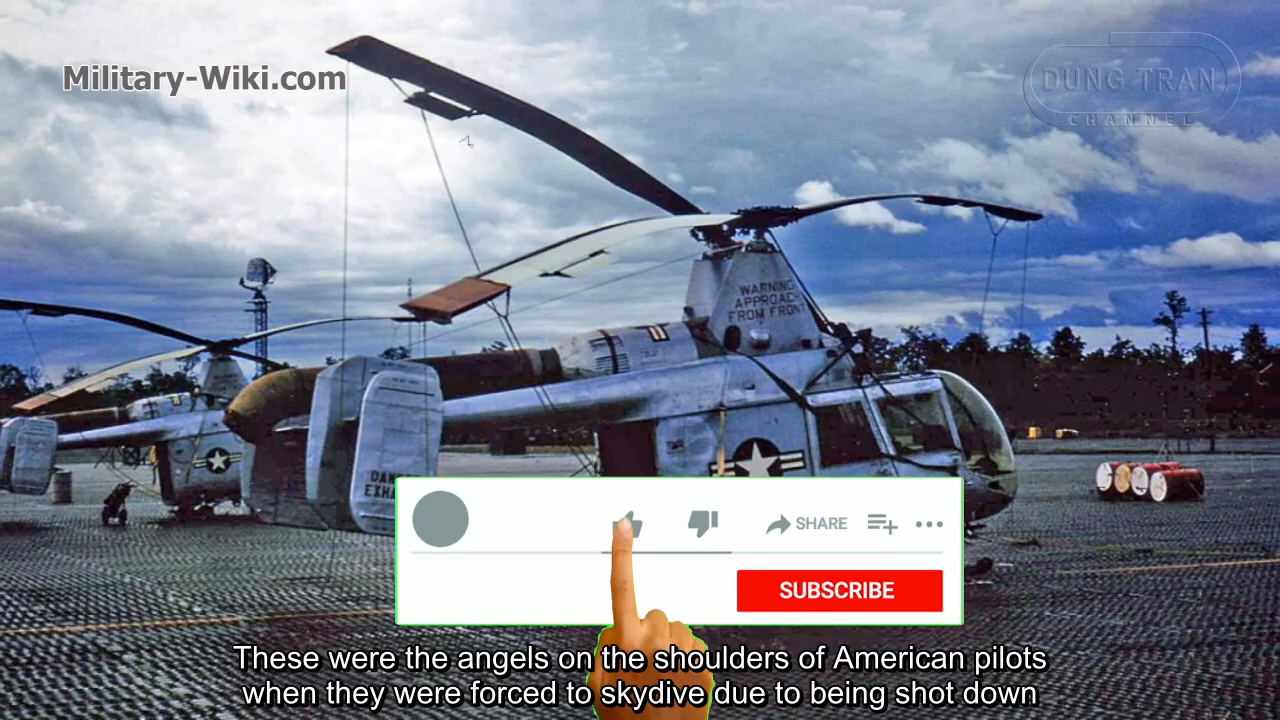 Military-Wiki.com
DUNG TRAN
CHANNEL
WARNING
APPROACH
FROM FRONT
SHARE
SUBSCRIBE
These were the angels on the shoulders of American pilots
when they were forced to skydive due to being shot down